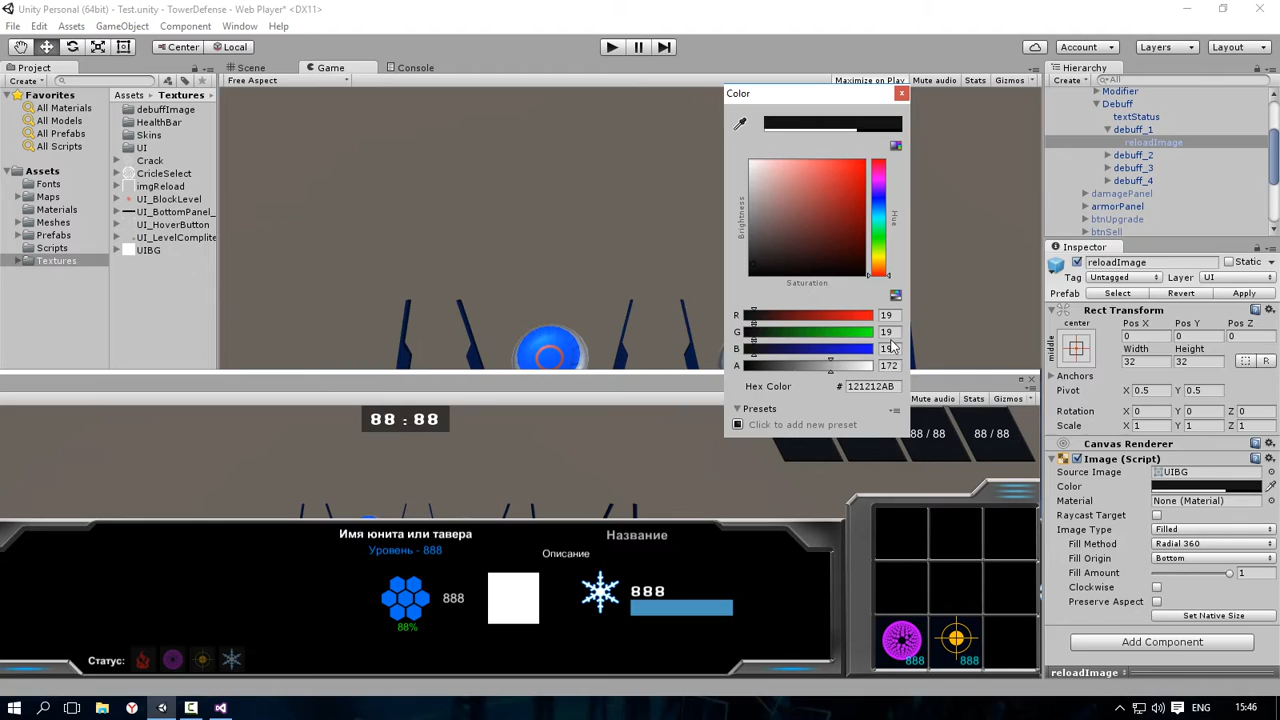 Unity Personal (64bit) - Test.unity - TowerDefense - Web Player* <DX11>
File Edit Assets GameObject Component Window Help
Center Local Account Layers Layout
Project Scene Game Console Hierarchy
Create Free Aspect Maximize on Play Mute audio Stats Gizmos Create All
Favorites
All Materials
All Models
All Prefabs
All Scripts
Assets
Fonts
Maps
Materials
Meshes
Prefabs
Scripts
Textures
Assets Textures
debuffImage
HealthBar
Skins
UI
Crack
CricleSelect
imgReload
UI_BlockLevel
UI_BottomPanel_
UI_HoverButton
UI_LevelComplite
UIBG
Color
Brightness
Hue
Saturation
R 19
G 19
B 19
A 172
Hex Color # 121212AB
Presets
Click to add new preset
Modifier
Debuff
textStatus
debuff_1
reloadImage
debuff_2
debuff_3
debuff_4
damagePanel
armorPanel
btnUpgrade
btnSell
Inspector
reloadImage Static
Tag Untagged Layer UI
Prefab Select Revert Apply
Rect Transform
center Pos X Pos Y Pos Z
middle 0 0 0
Width Height
32 32 R
Anchors
Pivot X 0.5 Y 0.5
Rotation X 0 Y 0 Z 0
Scale X 1 Y 1 Z 1
Canvas Renderer
Image (Script)
Source Image UIBG
Color
Material None (Material)
Raycast Target
Image Type Filled
Fill Method Radial 360
Fill Origin Bottom
Fill Amount 1
Clockwise
Preserve Aspect
Set Native Size
Add Component
reloadImage
Mute audio Stats Gizmos
88 : 88
88 / 88 88 / 88
Имя юнита или тавера
Уровень - 888
Название
Описание
888
88%
888
Статус:
888 888
ENG 15:46